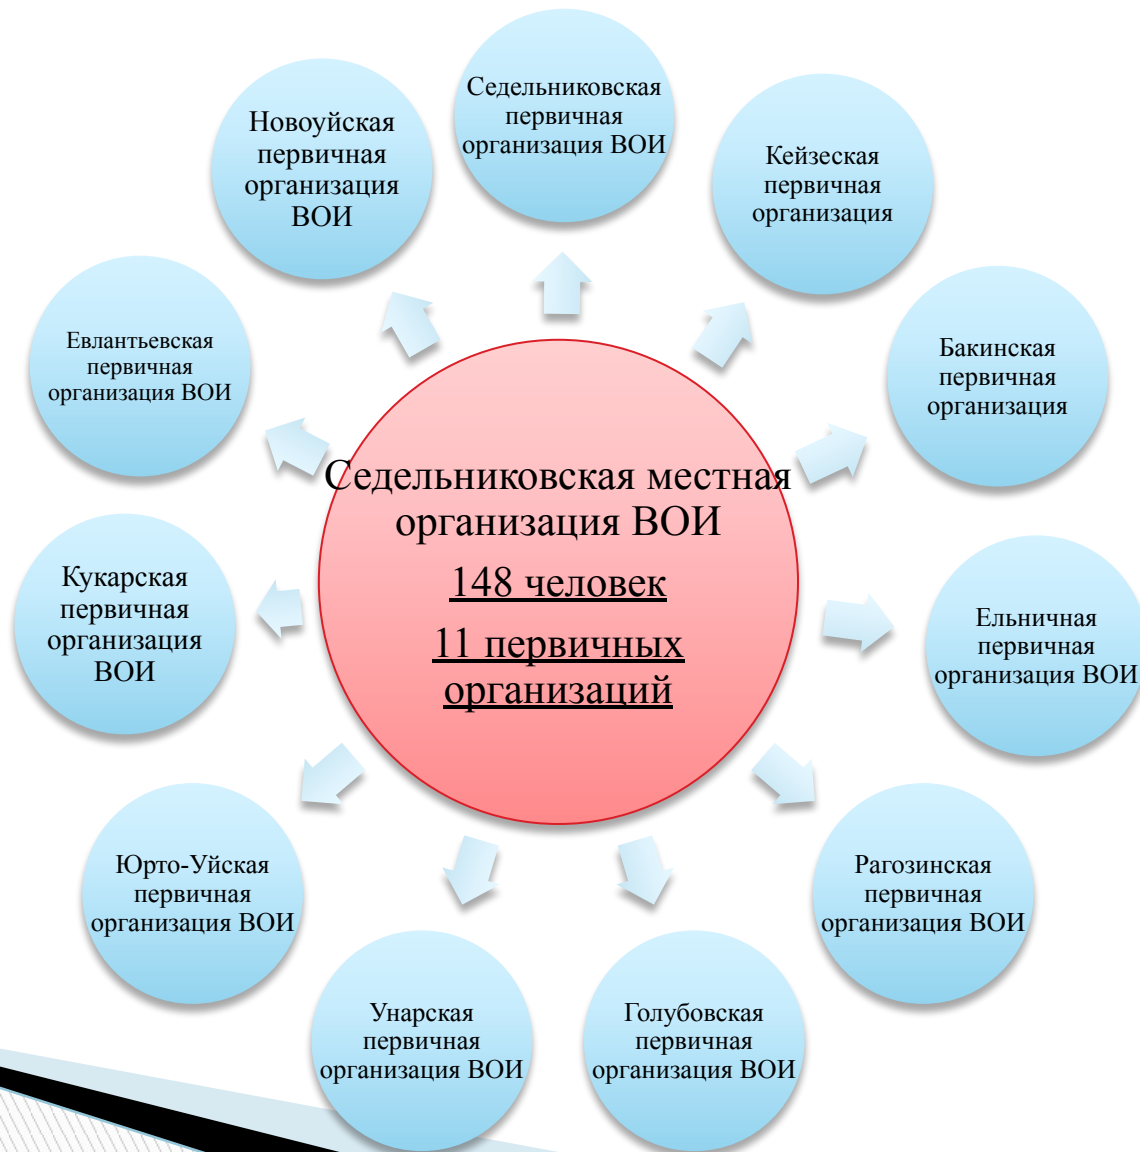 Седельниковская
первичная
организация ВОИ
Кейзеская
первичная
организация
Бакинская
первичная
организация
Ельничная
первичная
организация ВОИ
Рагозинская
первичная
организация ВОИ
Голубовская
первичная
организация ВОИ
Унарская
первичная
организация ВОИ
Юрто-Уйская
первичная
организация ВОИ
Кукарская
первичная
организация
ВОИ
Евлантьевская
первичная
организация ВОИ
Новоуйская
первичная
организация
ВОИ
Седельниковская местная
организация ВОИ
148 человек
11 первичных
организаций